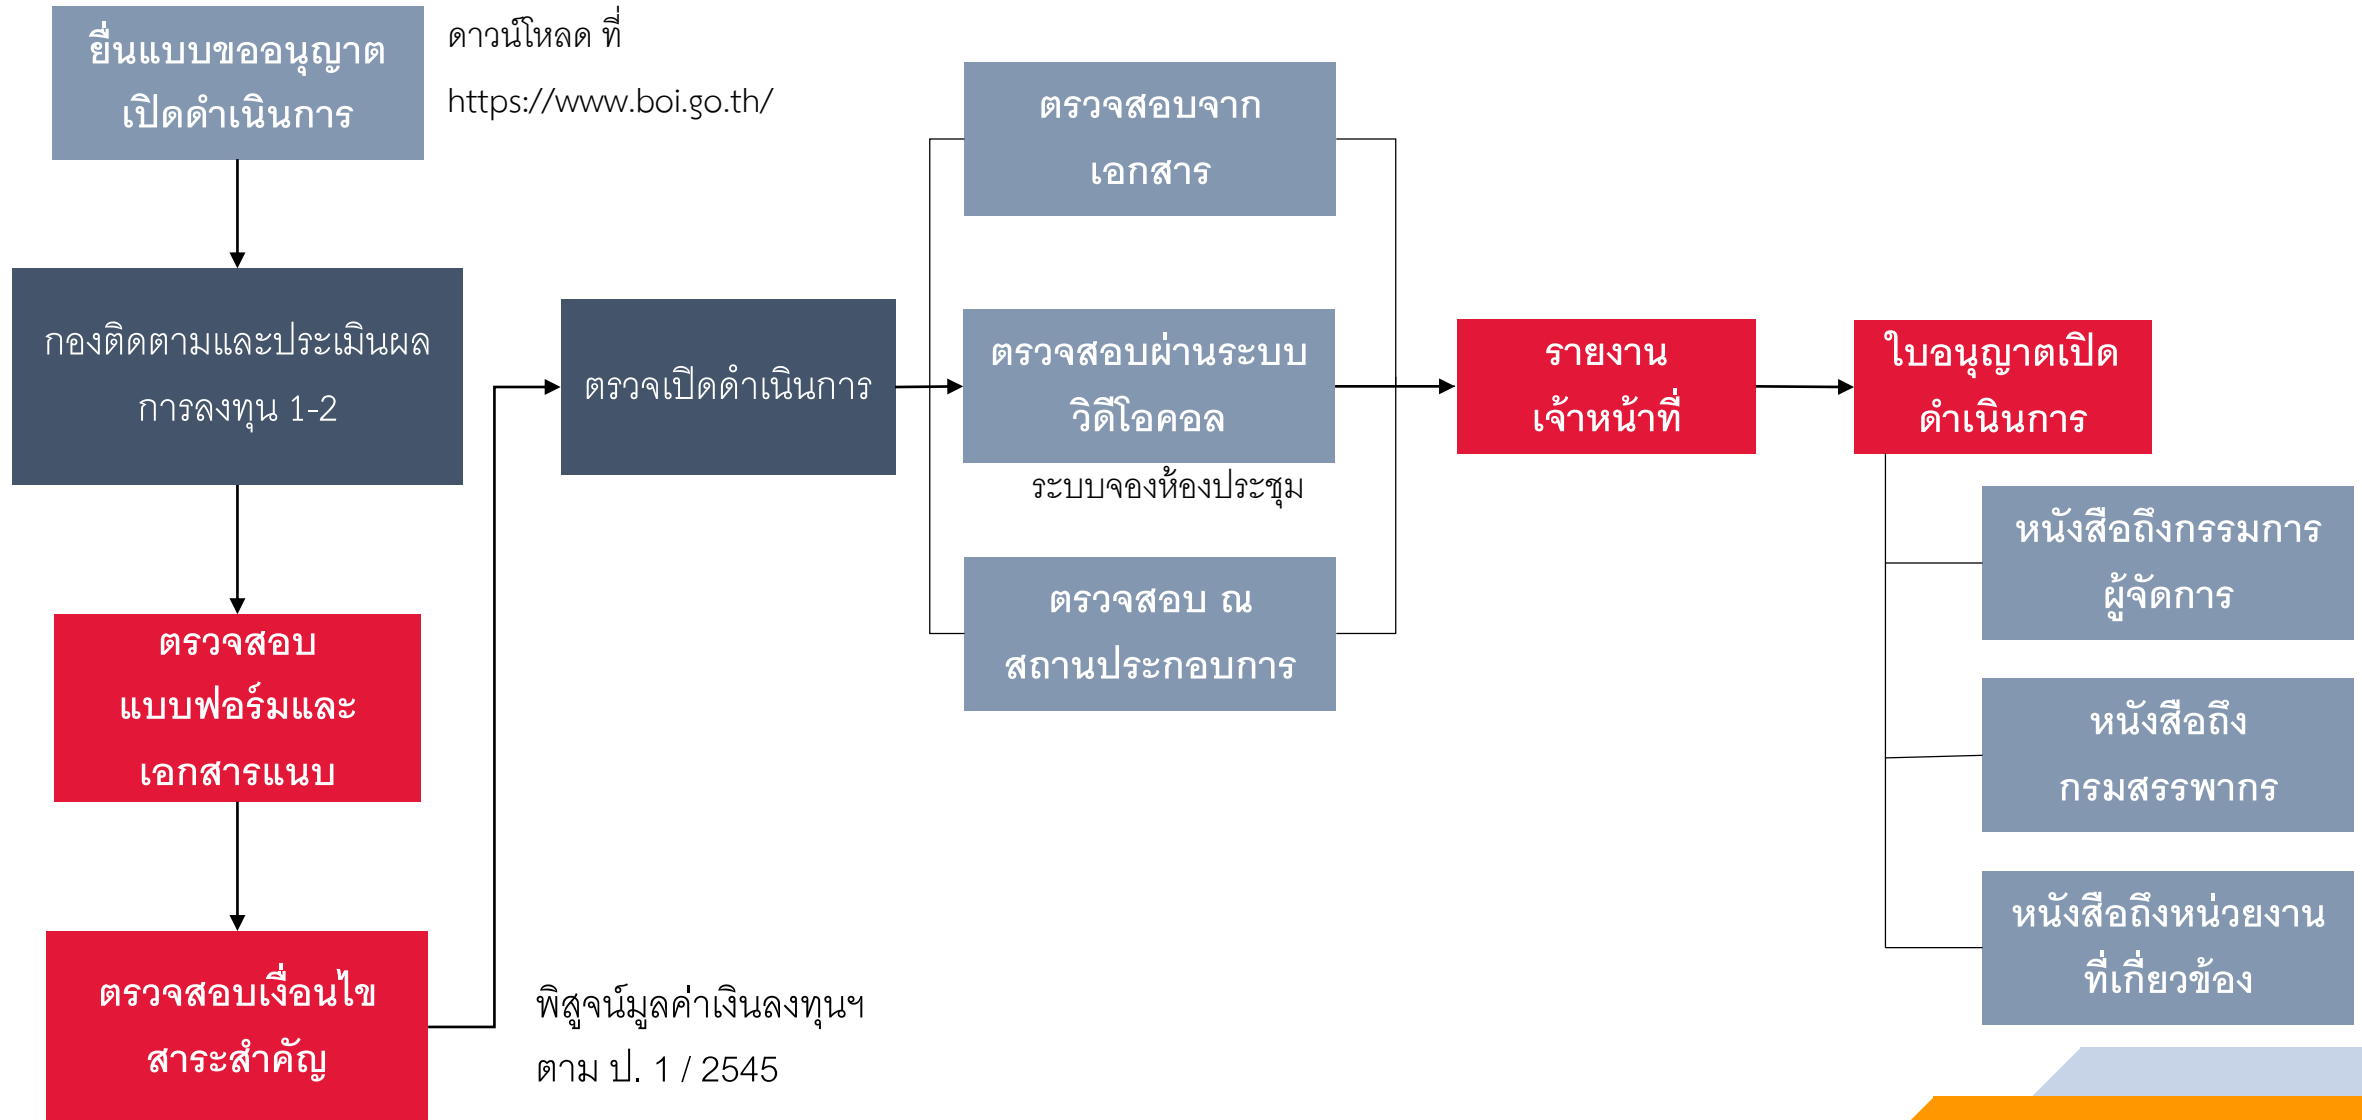 ยื่นแบบขออนุญาต
เปิดดำเนินการ
ดาวน์โหลด ที่
https://www.boi.go.th/
กองติดตามและประเมินผล
การลงทุน 1-2
ตรวจสอบ
แบบฟอร์มและ
เอกสารแนบ
ตรวจสอบเงื่อนไข
สาระสำคัญ
พิสูจน์มูลค่าเงินลงทุนฯ
ตาม ป. 1 / 2545
ตรวจเปิดดำเนินการ
ตรวจสอบจาก
เอกสาร
ตรวจสอบผ่านระบบ
วิดีโอคอล
ระบบจองห้องประชุม
ตรวจสอบ ณ
สถานประกอบการ
รายงาน
เจ้าหน้าที่
ใบอนุญาตเปิด
ดำเนินการ
หนังสือถึงกรรมการ
ผู้จัดการ
หนังสือถึง
กรมสรรพากร
หนังสือถึงหน่วยงาน
ที่เกี่ยวข้อง